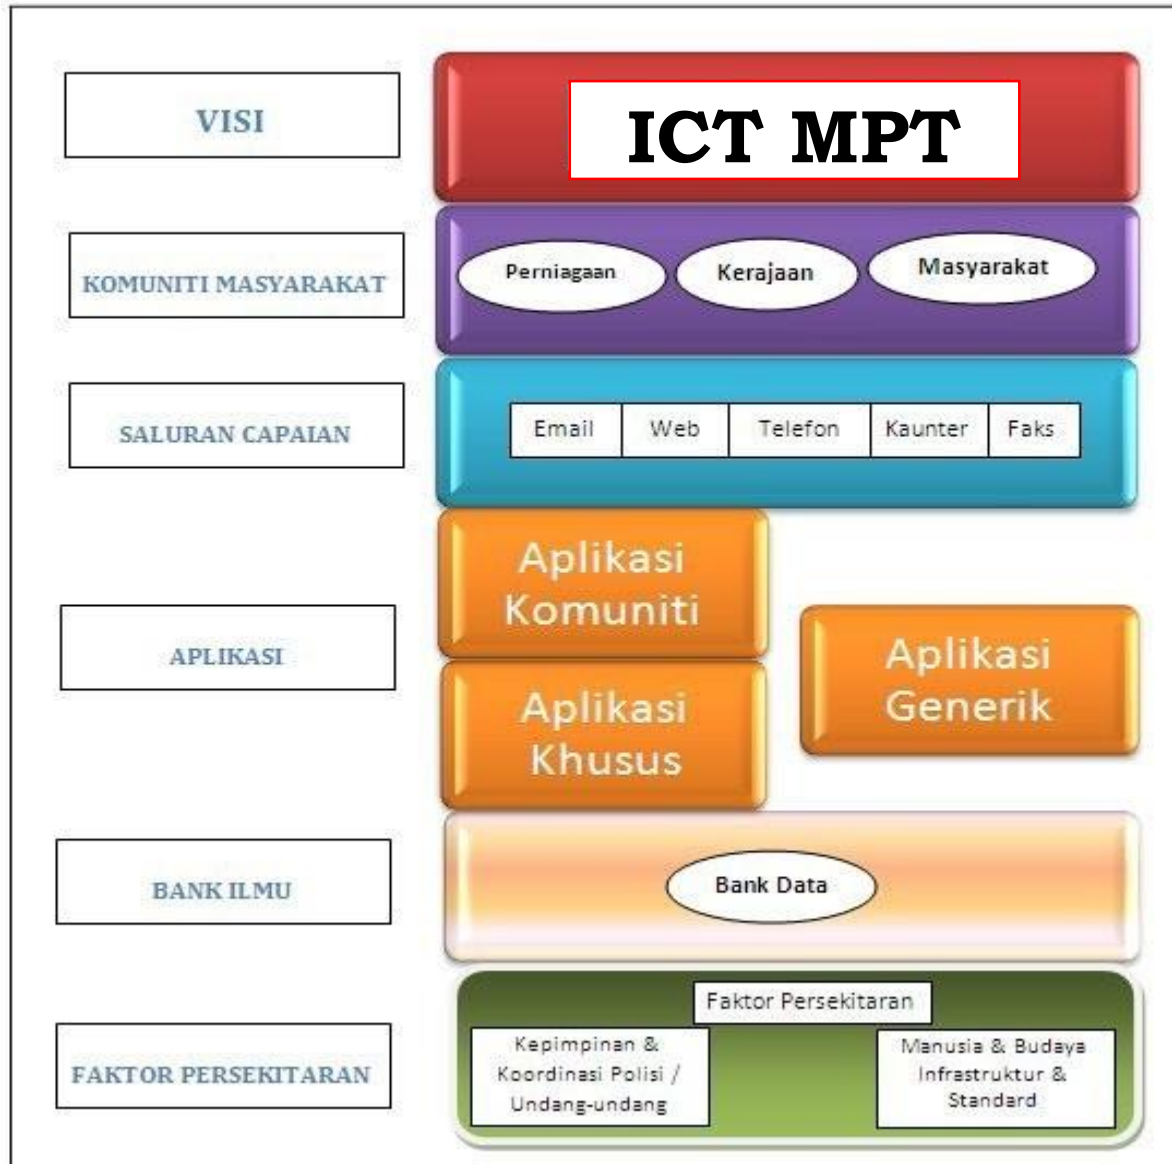 VISI
ICT MPT
KOMUNITI MASYARAKAT
Perniagaan
Kerajaan
Masyarakat
SALURAN CAPAIAN
Email
Web
Telefon
Kaunter
Faks
APLIKASI
Aplikasi
Komuniti
Aplikasi
Khusus
Aplikasi
Generik
BANK ILMU
Bank Data
FAKTOR PERSEKITARAN
Faktor Persekitaran
Kepimpinan &
Koordinasi Polisi /
Undang-undang
Manusia & Budaya
Infrastruktur &
Standard